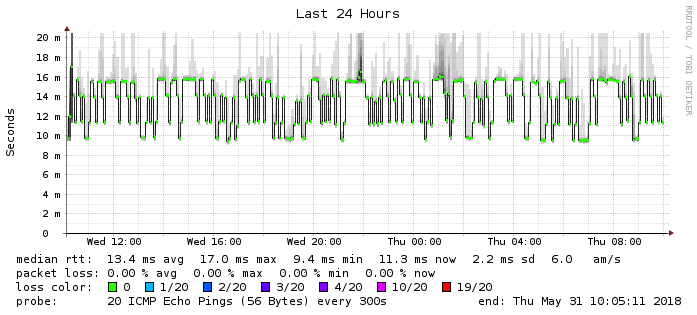 Last 24 Hours
RRDTOOL / TOBI OETIKER
Seconds
20 m
18 m
16 m
14 m
12 m
10 m
8 m
6 m
4 m
2 m
0
Wed 12:00 Wed 16:00 Wed 20:00 Thu 00:00 Thu 04:00 Thu 08:00
median rtt: 13.4 ms avg 17.0 ms max 9.4 ms min 11.3 ms now 2.2 ms sd 6.0 am/s
packet loss: 0.00 % avg 0.00 % max 0.00 % min 0.00 % now
loss color: 0 1/20 2/20 3/20 4/20 10/20 19/20
probe: 20 ICMP Echo Pings (56 Bytes) every 300s end: Thu May 31 10:05:11 2018